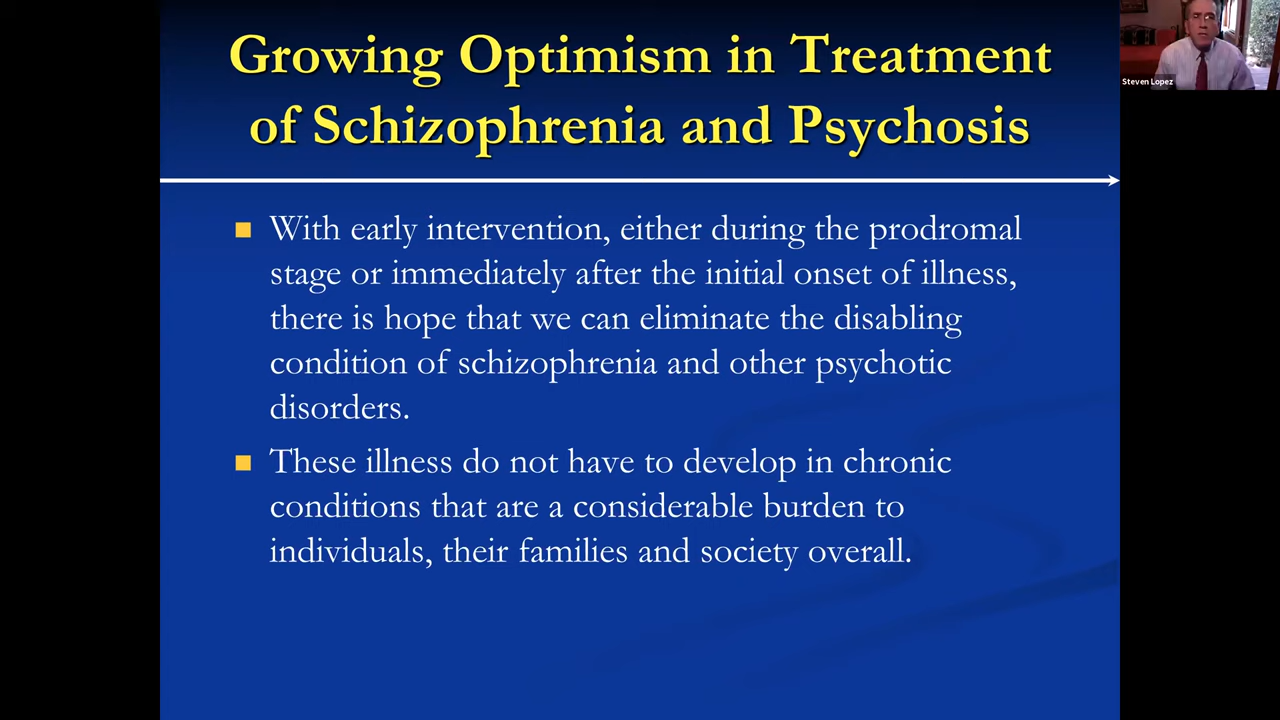 Growing Optimism in Treatment
of Schizophrenia and Psychosis
With early intervention, either during the prodromal
stage or immediately after the initial onset of illness,
there is hope that we can eliminate the disabling
condition of schizophrenia and other psychotic
disorders.
These illness do not have to develop in chronic
conditions that are a considerable burden to
individuals, their families and society overall.
Steven Lopez